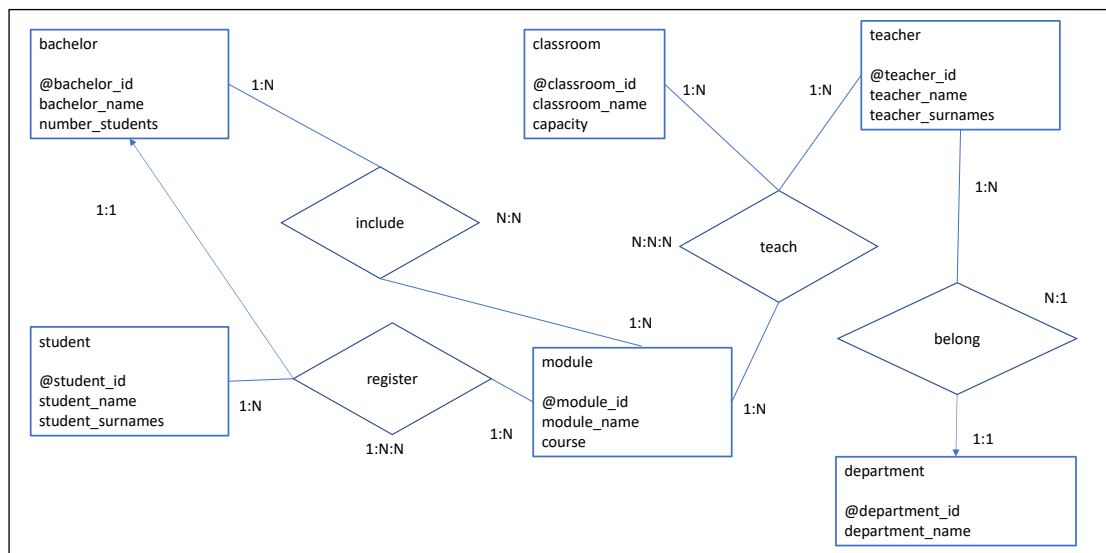 bachelor
@bachelor_id
bachelor_name
number_students
1:N
classroom
@classroom_id
classroom_name
capacity
1:N
1:N
teacher
@teacher_id
teacher_name
teacher_surnames
1:1
include
N:N
N:N:N
teach
1:N
N:1
belong
student
@student_id
student_name
student_surnames
1:N
register
1:N:N
1:N
1:N
module
@module_id
module_name
course
1:N
1:1
department
@department_id
department_name